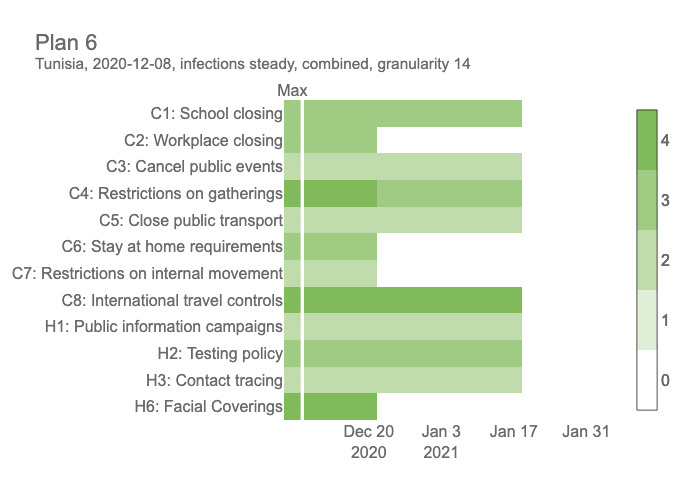 Plan 6
Tunisia, 2020-12-08, infections steady, combined, granularity 14
Max
C1: School closing
C2: Workplace closing
C3: Cancel public events
C4: Restrictions on gatherings
C5: Close public transport
C6: Stay at home requirements
C7: Restrictions on internal movement
C8: International travel controls
H1: Public information campaigns
H2: Testing policy
H3: Contact tracing
H6: Facial Coverings
Dec 20 Jan 3 Jan 17 Jan 31
2020 2021
4
3
2
1
0